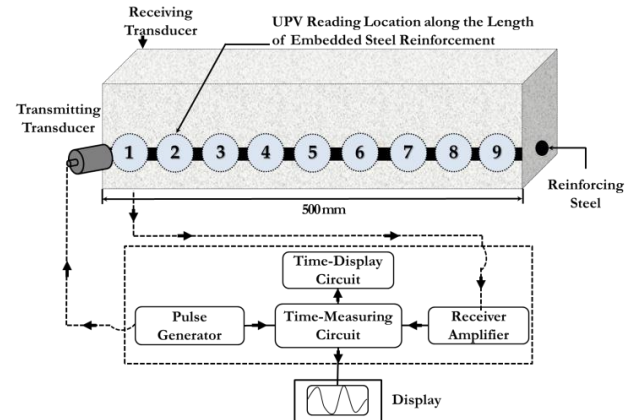 Receiving
Transducer
UPV Reading Location along the Length
of Embedded Steel Reinforcement
Transmitting
Transducer
1 2 3 4 5 6 7 8 9
Reinforcing
Steel
500mm
Time-Display
Circuit
Pulse
Generator
Time-Measuring
Circuit
Receiver
Amplifier
Display